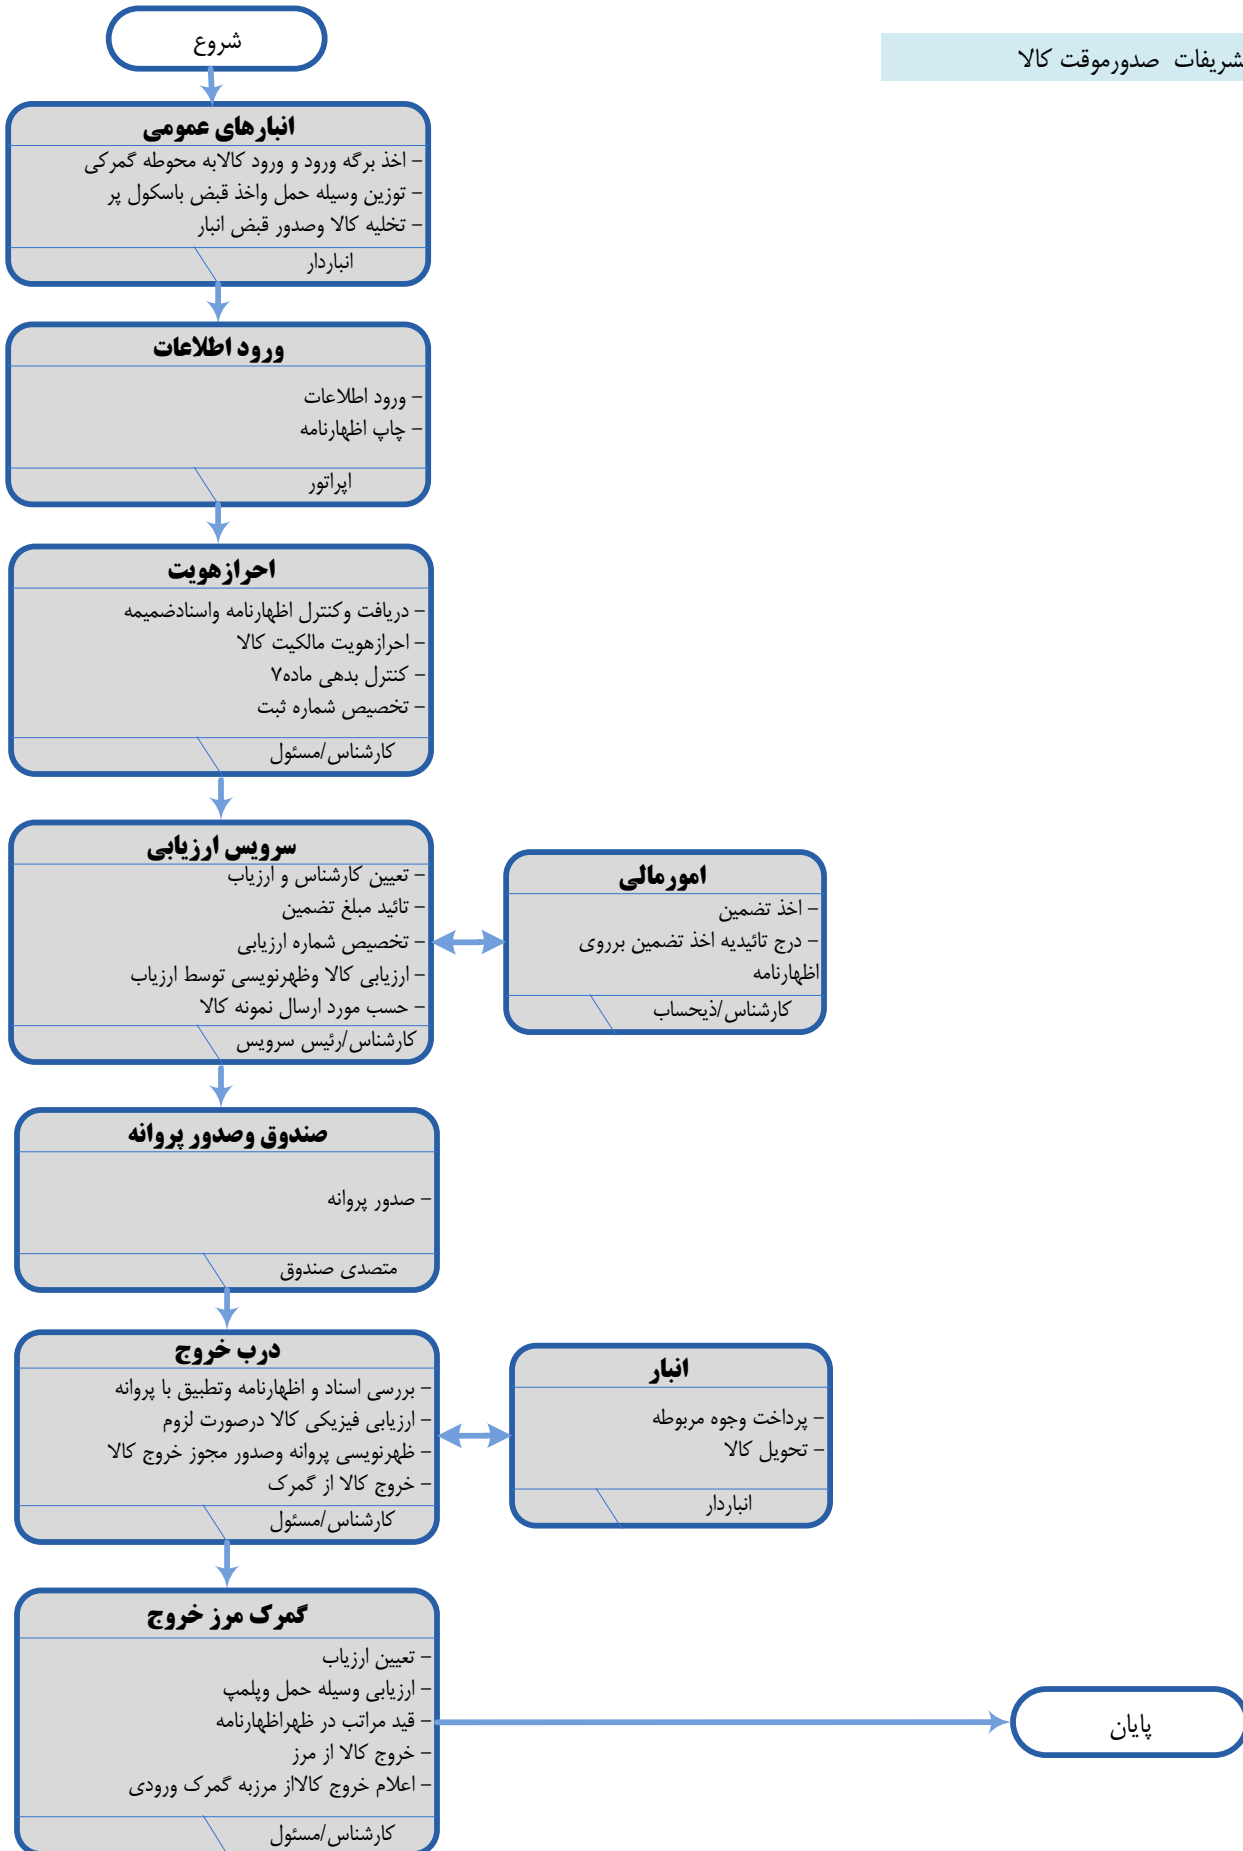 شروع
شریفات صدورموقت کالا
انبارهای عمومی
- اخذ برگه ورود و ورود کالابه محوطه گمرکی
- توزین وسیله حمل واخذ قبض باسکول پر
- تخلیه کالا وصدور قبض انبار
انباردار
ورود اطلاعات
- ورود اطلاعات
- چاپ اظهارنامه
اپراتور
احرازهویت
- دریافت وکنترل اظهارنامه واسنادضمیمه
- احرازهویت مالکیت کالا
- کنترل بدهی ماده۷
- تخصیص شماره ثبت
کارشناس/مسئول
سرویس ارزیابی
- تعیین کارشناس و ارزیاب
- تائید مبلغ تضمین
- تخصیص شماره ارزیابی
- ارزیابی کالا وظهرنویسی توسط ارزیاب
- حسب مورد ارسال نمونه کالا
کارشناس/رئیس سرویس
امورمالی
- اخذ تضمین
- درج تائیدیه اخذ تضمین برروی
اظهارنامه
کارشناس/ذیحساب
صندوق وصدور پروانه
- صدور پروانه
متصدی صندوق
درب خروج
- بررسی اسناد و اظهارنامه وتطبیق با پروانه
- ارزیابی فیزیکی کالا درصورت لزوم
- ظهرنویسی پروانه وصدور مجوز خروج کالا
- خروج کالا از گمرک
کارشناس/مسئول
انبار
- پرداخت وجوه مربوطه
- تحویل کالا
انباردار
گمرک مرز خروج
- تعیین ارزیاب
- ارزیابی وسیله حمل وپلمپ
- قید مراتب در ظهراظهارنامه
- خروج کالا از مرز
- اعلام خروج کالااز مرزبه گمرک ورودی
کارشناس/مسئول
پایان